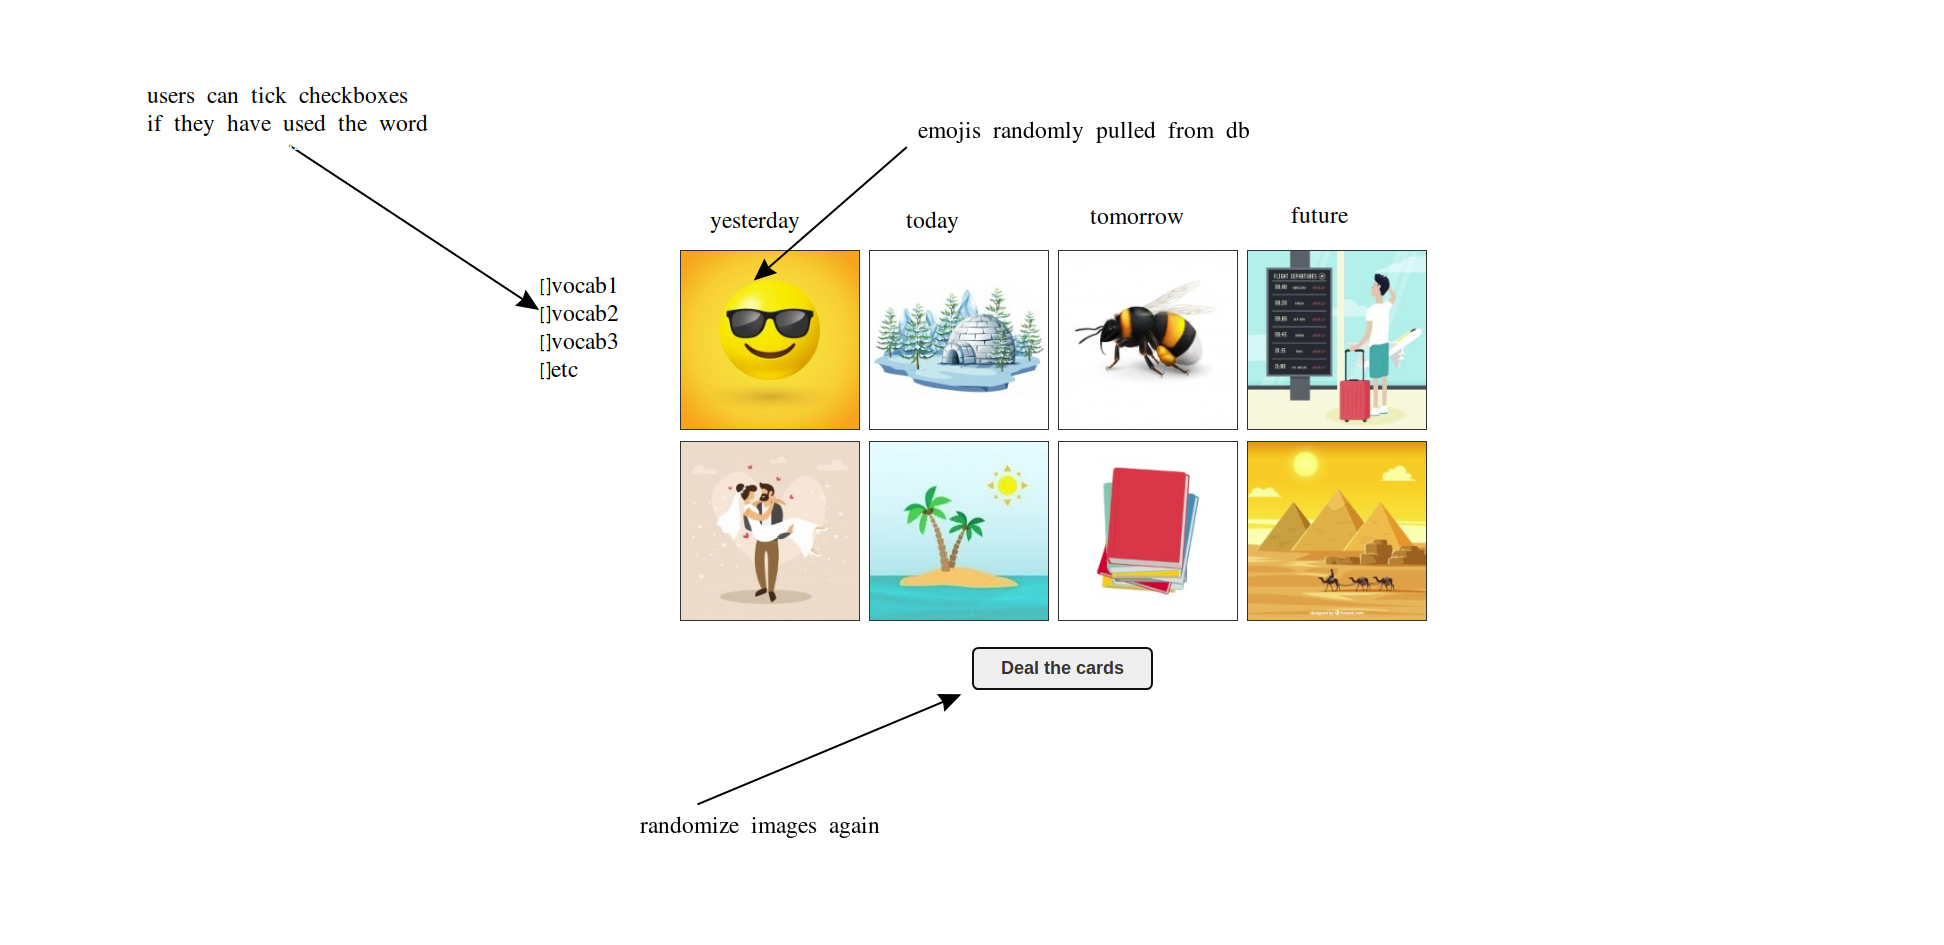 users can tick checkboxes
if they have used the word
emojis randomly pulled from db
yesterday today tomorrow future
[]vocab1
[]vocab2
[]vocab3
[]etc
FLIGHT DEPARTURES
Deal the cards
randomize images again